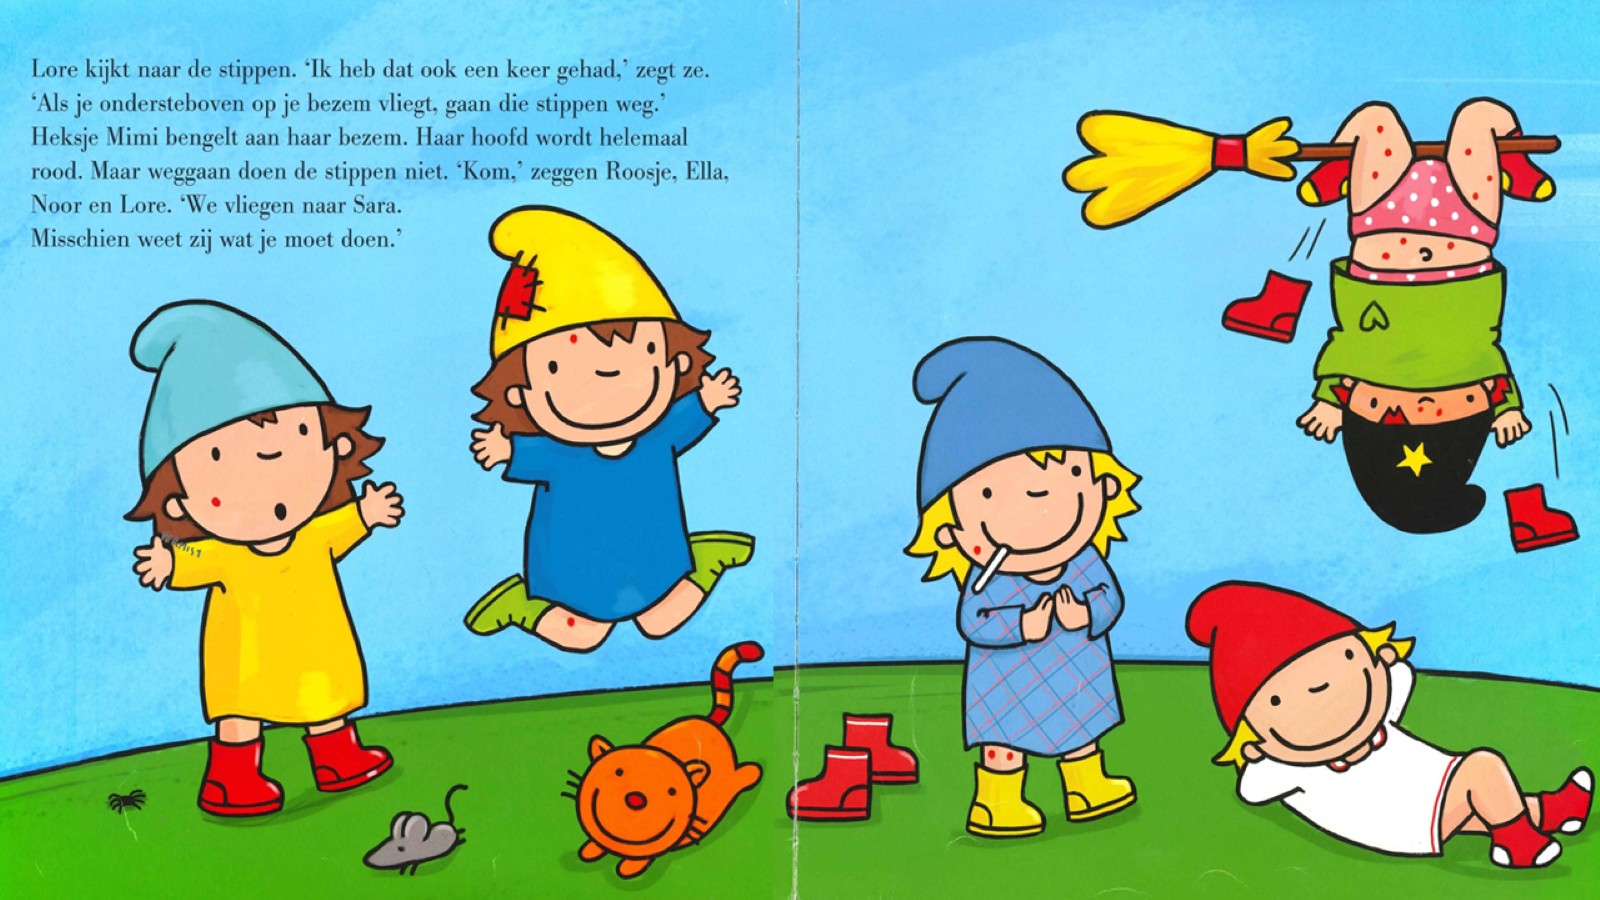 Lore kijkt naar de stippen. ‘Ik heb dat ook een keer gehad,’ zegt ze.
‘Als je ondersteboven op je bezem vliegt, gaan die stippen weg.’
Heksje Mimi bengelt aan haar bezem. Haar hoofd wordt helemaal
rood. Maar weggaan doen de stippen niet. ‘Kom,’ zeggen Roosje, Ella,
Noor en Lore. ‘We vliegen naar Sara.
Misschien weet zij wat je moet doen.’